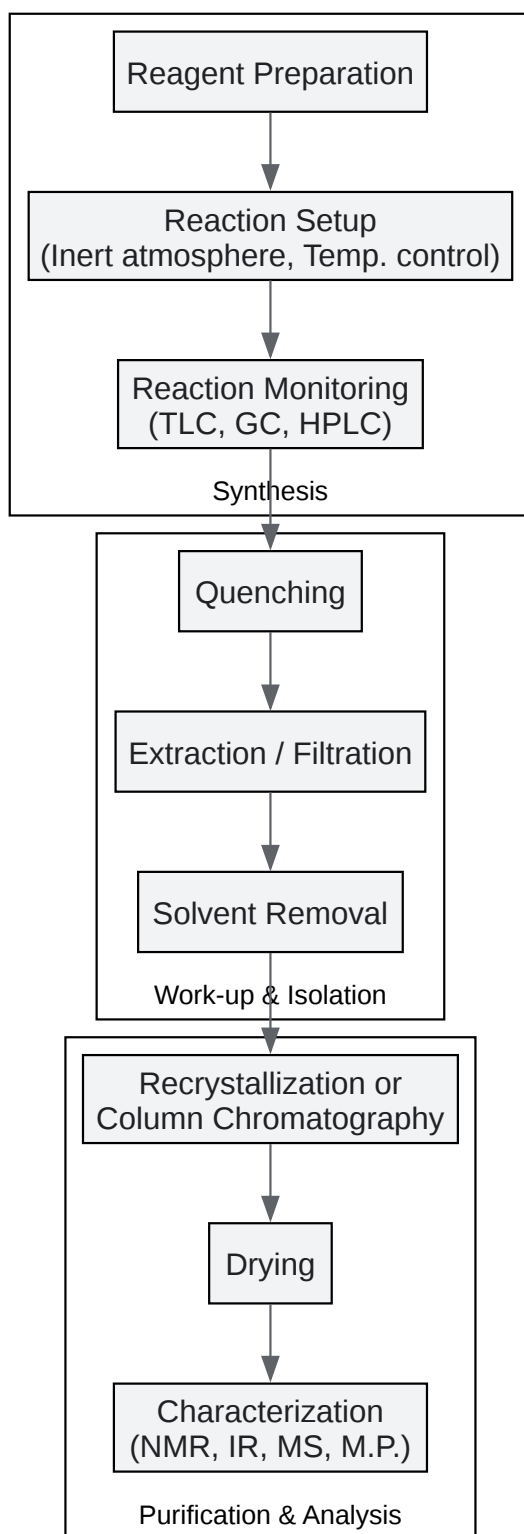 Reagent Preparation
Reaction Setup
(Inert atmosphere, Temp. control)
Reaction Monitoring
(TLC, GC, HPLC)
Synthesis
Quenching
Extraction / Filtration
Solvent Removal
Work-up & Isolation
Recrystallization or
Column Chromatography
Drying
Characterization
(NMR, IR, MS, M.P.)
Purification & Analysis